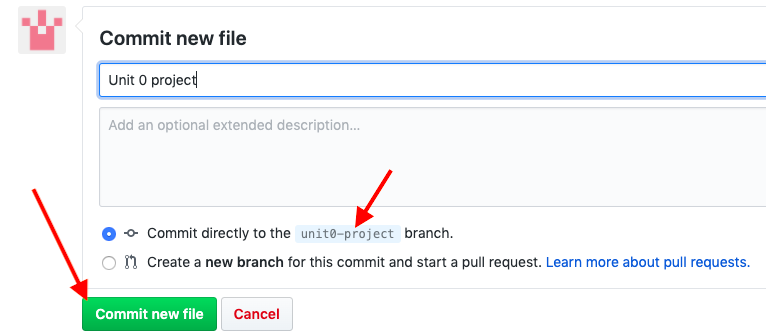 Commit new file
Unit 0 project
Add an optional extended description...
Commit directly to the unit0-project branch.
Create a new branch for this commit and start a pull request. Learn more about pull requests.
Commit new file Cancel